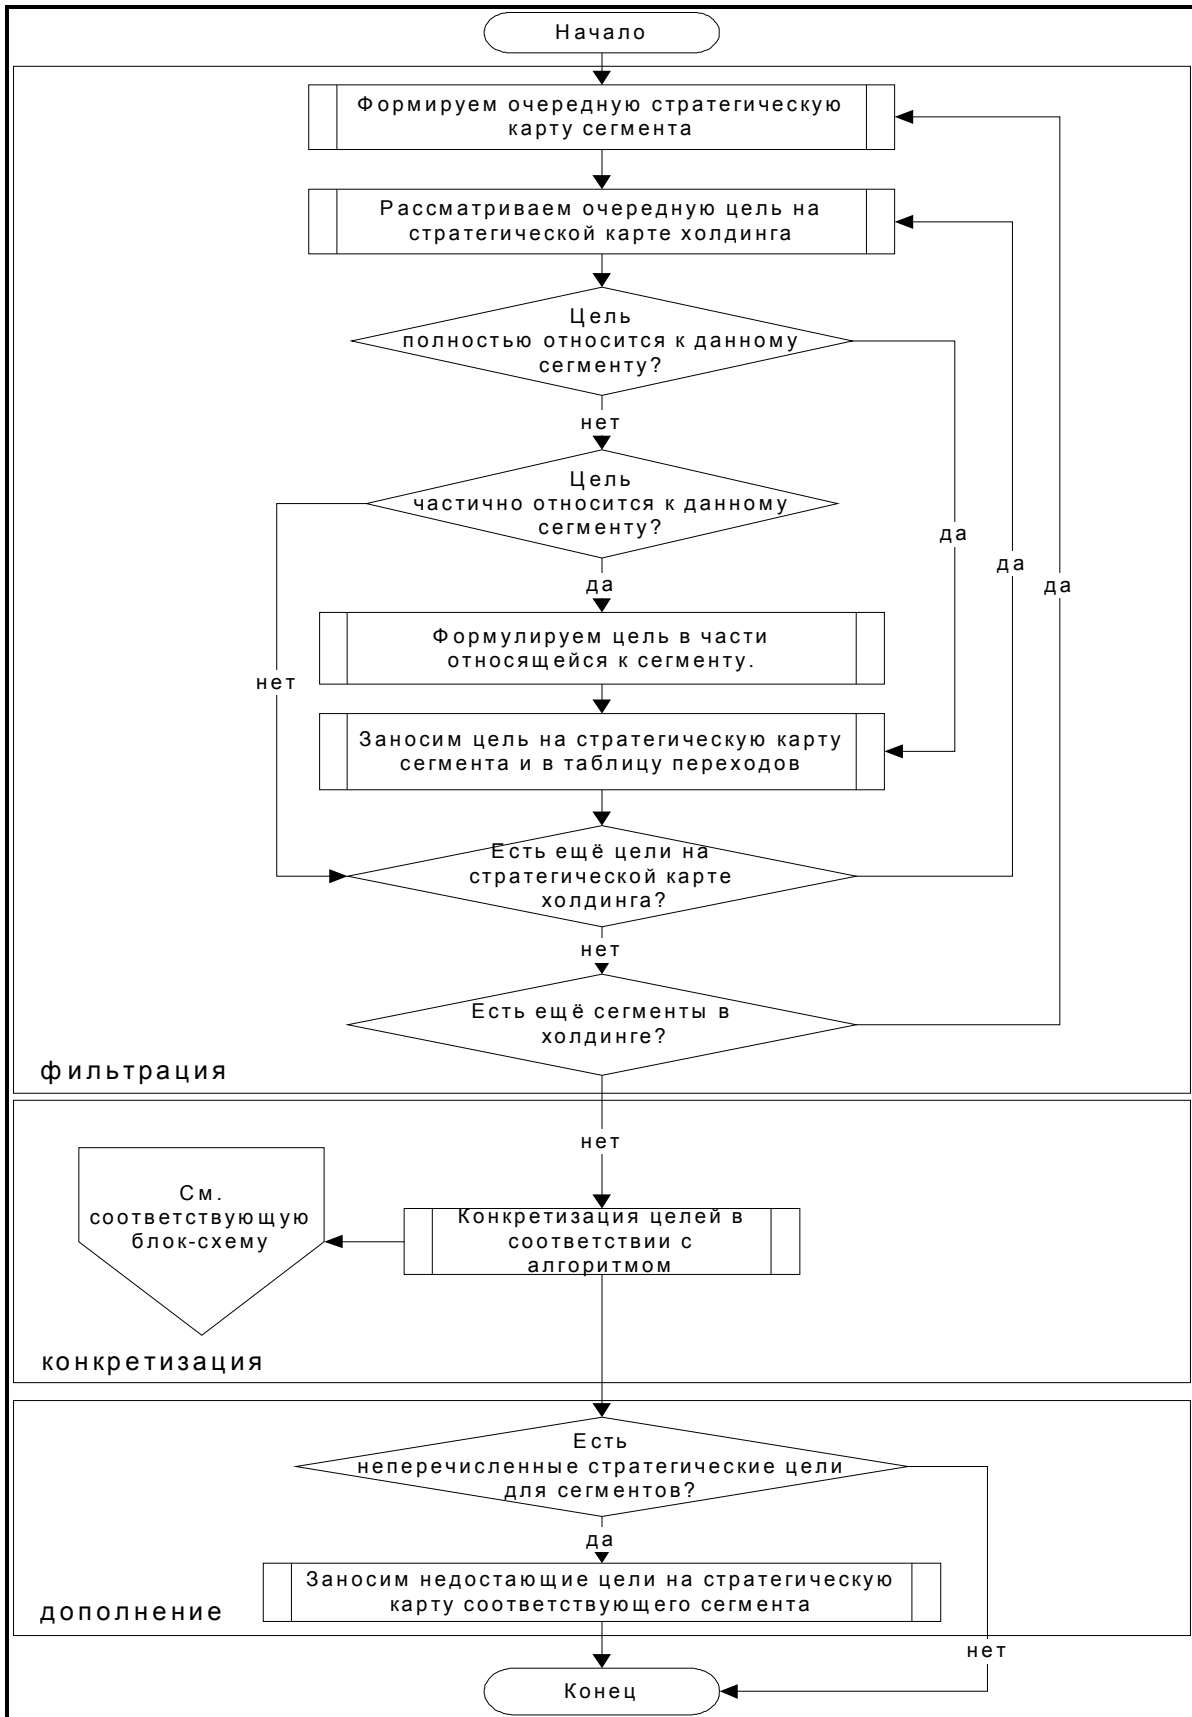 Начало
Формируем очередную стратегическую
карту сегмента
Рассматриваем очередную цель на
стратегической карте холдинга
Цель
полностью относится к данному
сегменту?
нет
Цель
частично относится к данному
сегменту?
да
да
да
да
Формулируем цель в части
относящейся к сегменту.
нет
Заносим цель на стратегическую карту
сегмента и в таблицу переходов
Есть ещё цели на
стратегической карте
холдинга?
нет
Есть ещё сегменты в
холдинге?
фильтрация
нет
См.
соответствующую
блок-схему
Конкретизация целей в
соответствии с
алгоритмом
конкретизация
Есть
неперечисленные стратегические цели
для сегментов?
да
Заносим недостающие цели на стратегическую
карту соответствующего сегмента
дополнение
нет
Конец